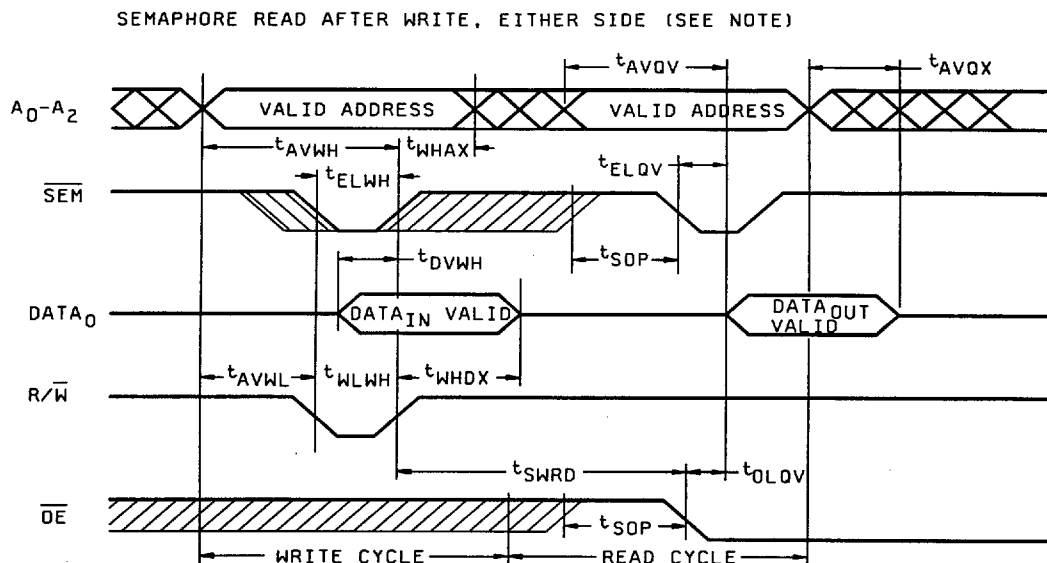 SEMAPHORE READ AFTER WRITE, EITHER SIDE (SEE NOTE)
tAVQV
tAVQX
A0-A2
VALID ADDRESS
VALID ADDRESS
tAVWH
tWHAX
tELWH
tELQV
SEM
tSOP
tDVWH
DATA0
DATAIN VALID
DATAOUT
VALID
tAVWL
tWLWH
tWHDX
R/W
tSWRD
tOLQV
OE
tSOP
WRITE CYCLE
READ CYCLE